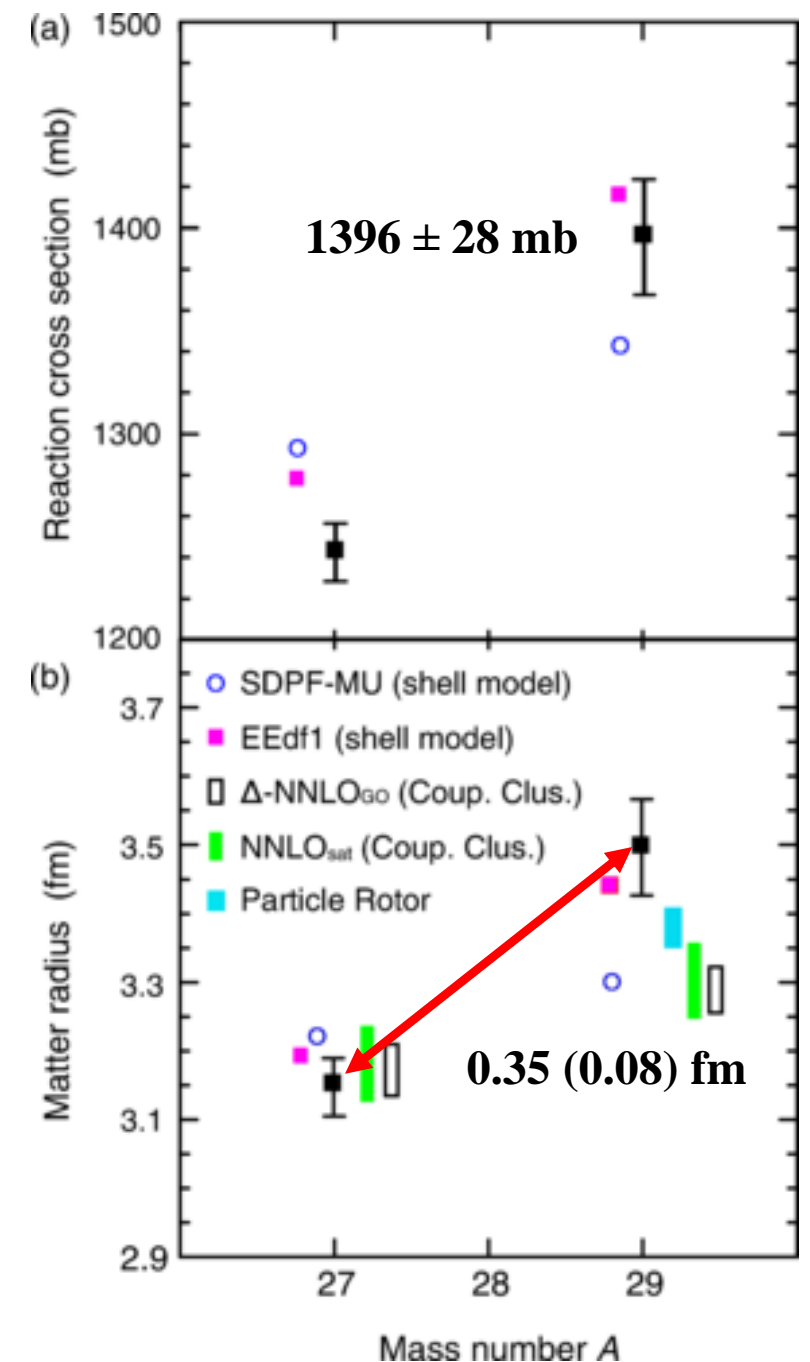 (a)
1500
1400
1300
1200
Reaction cross section (mb)
1396 ± 28 mb
(b)
SDPF-MU (shell model)
EEdf1 (shell model)
Δ-NNLOGO (Coup. Clus.)
NNLOsat (Coup. Clus.)
Particle Rotor
3.7
3.5
3.3
3.1
2.9
Matter radius (fm)
0.35 (0.08) fm
27
28
29
Mass number A